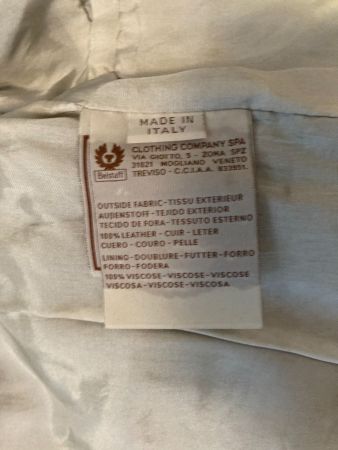 MADE IN
ITALY
CLOTHING COMPANY SPA
VIA GIOTTO, 5 - ZONA SPZ
31021 MOGLIANO VENETO
TREVISO - C.C.I.A.A. 933951.
Belstaff
OUTSIDE FABRIC-TISSU EXTERIEUR
AUßENSTOFF-TEJIDO EXTERIOR
TECIDO DE FORA-TESSUTO ESTERNO
100% LEATHER - CUIR - LETER
CUERO - COURO - PELLE
LINING-DOUBLURE-FUTTER-FORRO
FORRO-FODERA
100% VISCOSE-VISCOSE-VISCOSE
VISCOSA-VISCOSE-VISCOSA